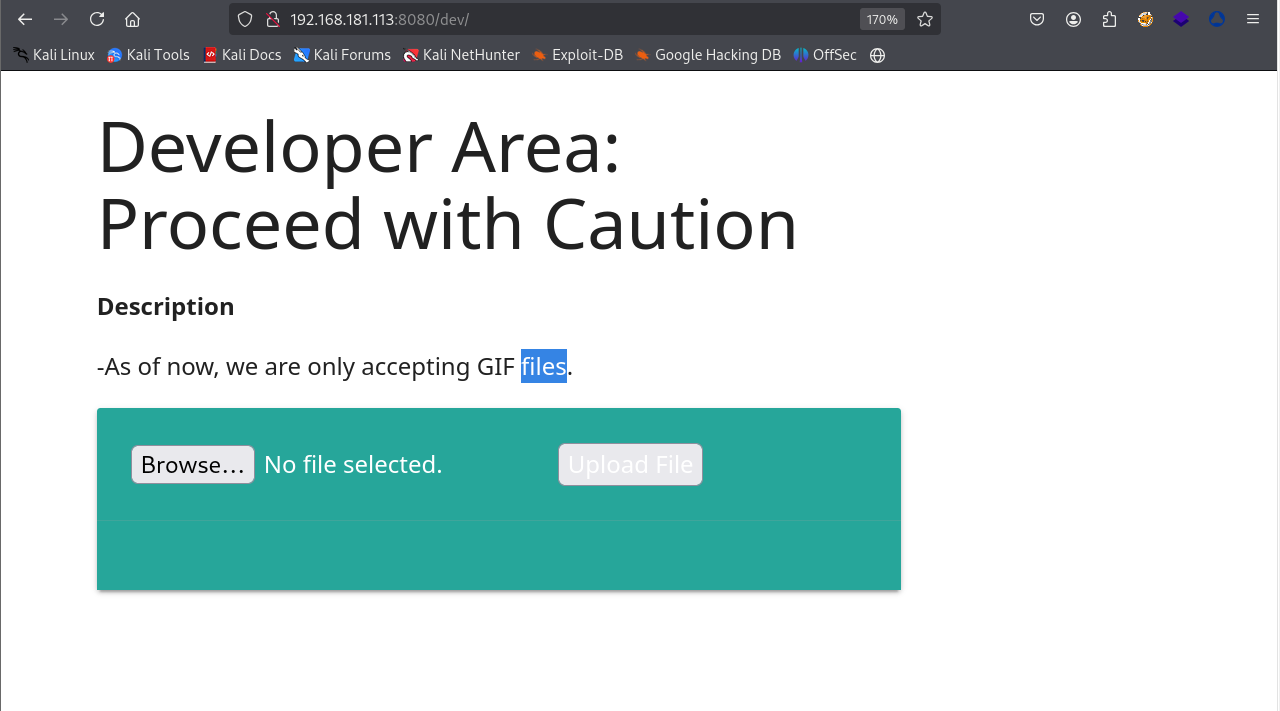 192.168.181.113:8080/dev/
170%
Kali Linux Kali Tools Kali Docs Kali Forums Kali NetHunter Exploit-DB Google Hacking DB OffSec
Developer Area:
Proceed with Caution
Description
-As of now, we are only accepting GIF files.
Browse... No file selected. Upload File